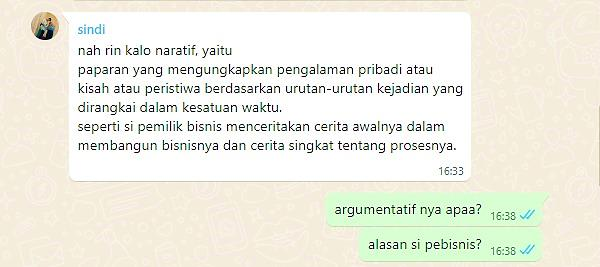 sindi
nah rin kalo naratif, yaitu
paparan yang mengungkapkan pengalaman pribadi atau
kisah atau peristiwa berdasarkan urutan-urutan kejadian yang
dirangkai dalam kesatuan waktu.
seperti si pemilik bisnis menceritakan cerita awalnya dalam
membangun bisnisnya dan cerita singkat tentang prosesnya.
16:33
argumentatif nya apaa? 16:38
alasan si pebisnis? 16:38